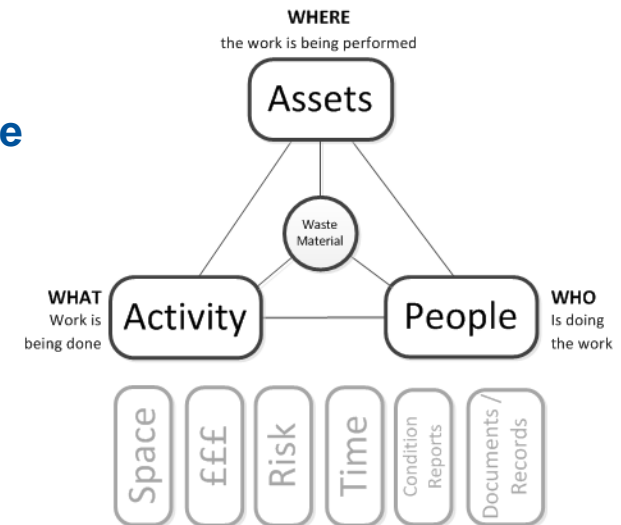 WHERE
the work is being performed
Assets
e
Waste
Material
WHAT
Work is
being done
Activity
People
WHO
Is doing
the work
Space
£££
Risk
Time
Condition
Reports
Documents /
Records